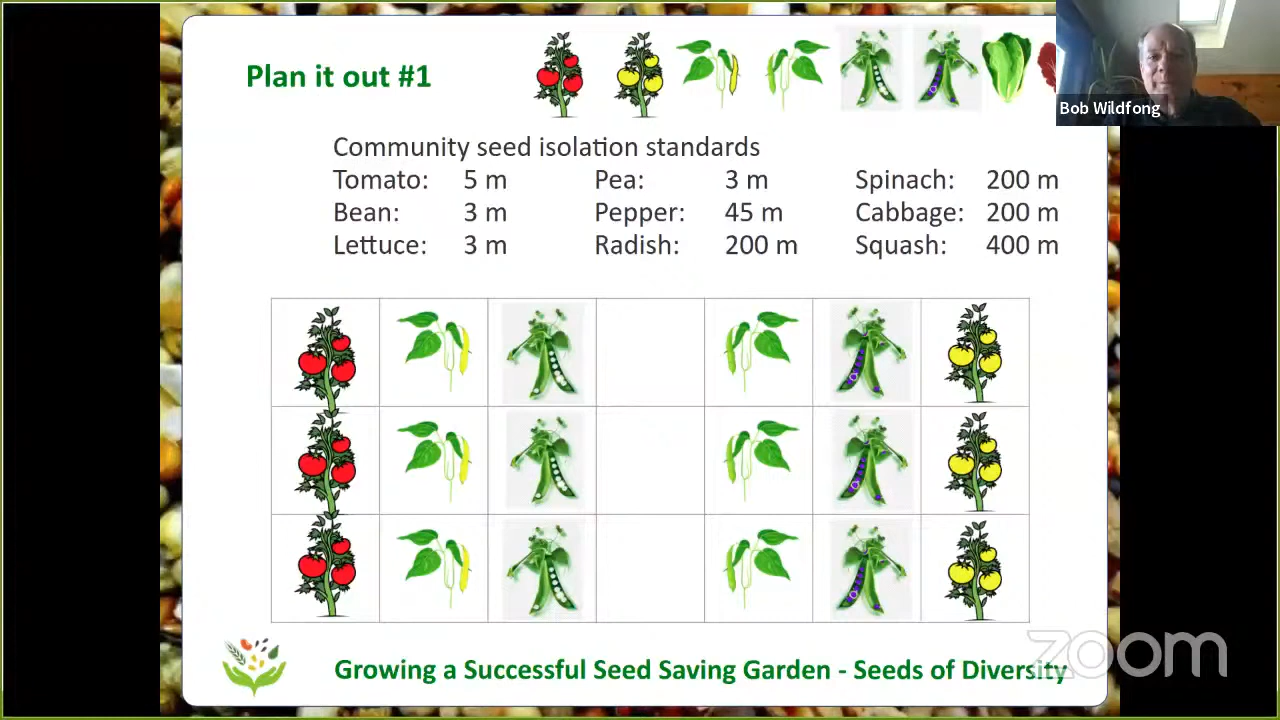 Plan it out #1
Bob Wildfong
Community seed isolation standards
Tomato: 5 m Pea: 3 m Spinach: 200 m
Bean: 3 m Pepper: 45 m Cabbage: 200 m
Lettuce: 3 m Radish: 200 m Squash: 400 m
Growing a Successful Seed Saving Garden - Seeds of Diversity
zoom